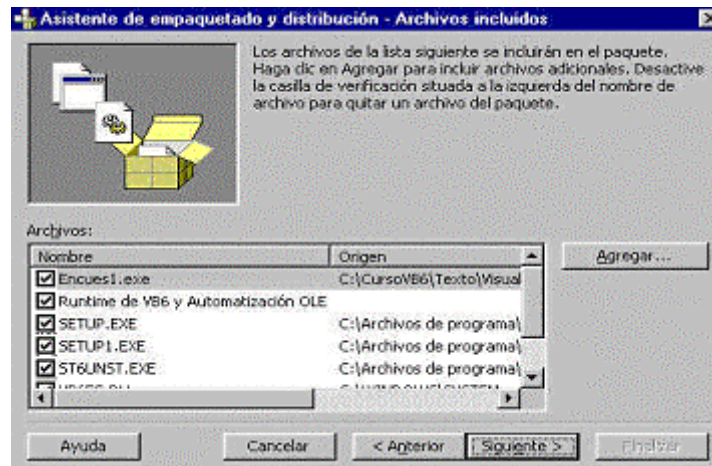 Asistente de empaquetado y distribución - Archivos incluidos
Los archivos de la lista siguiente se incluirán en el paquete.
Haga clic en Agregar para incluir archivos adicionales. Desactive
la casilla de verificación situada a la izquierda del nombre de
archivo para quitar un archivo del paquete.
Archivos:
Nombre Origen
Agregar...
Encues1.exe C:\CursoVB6\Texto\Visual
Runtime de VB6 y Automatización OLE
SETUP.EXE C:\Archivos de programa\
SETUP1.EXE C:\Archivos de programa\
ST6UNST.EXE C:\Archivos de programa\
Ayuda Cancelar < Anterior Siguiente > Finalizar